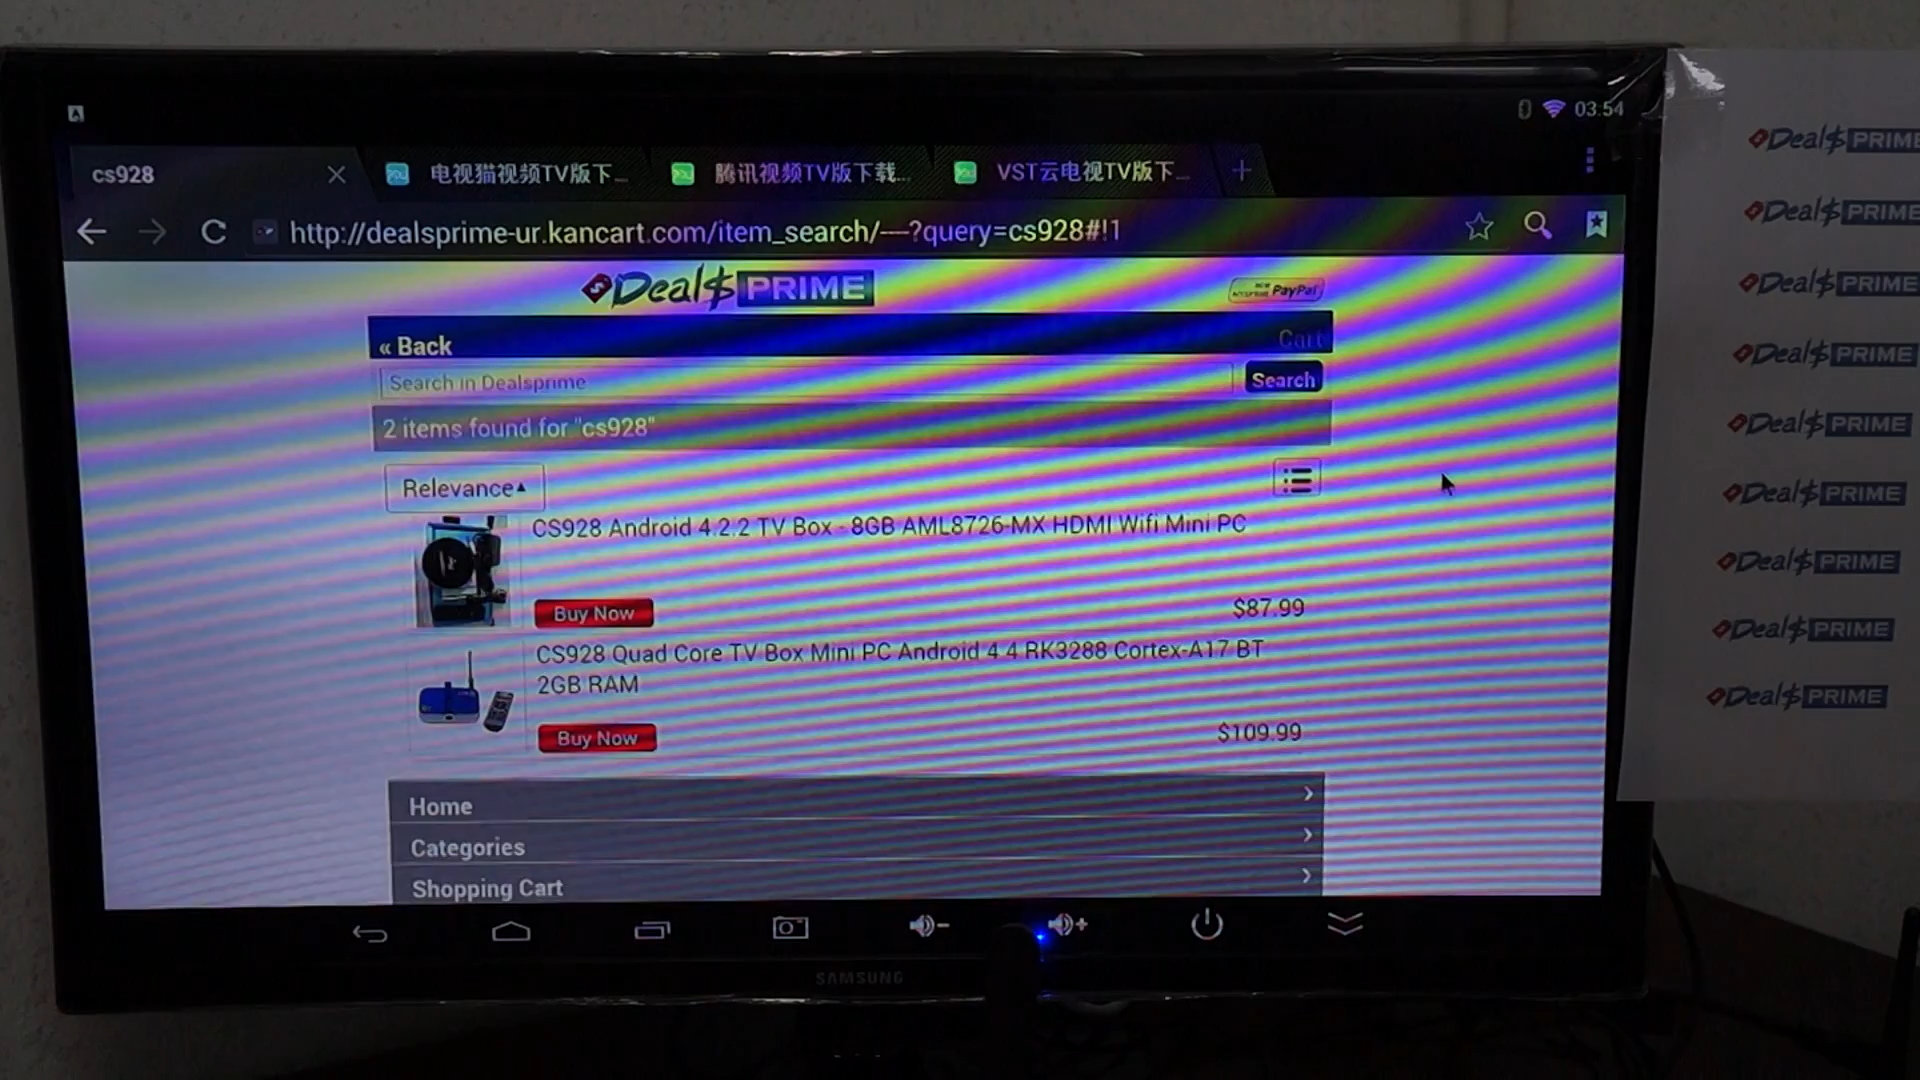 03:54
cs928
电视猫视频TV版下...
腾讯视频TV版下载...
VST云电视TV版下...
http://dealsprime-ur.kancart.com/item_search/---?query=cs928#!1
Deal$ PRIME
PayPal
« Back
Cart
Search in Dealsprime
Search
2 items found for "cs928"
Relevance
CS928 Android 4.2.2 TV Box - 8GB AML8726-MX HDMI Wifi Mini PC
Buy Now
$87.99
CS928 Quad Core TV Box Mini PC Android 4.4 RK3288 Cortex-A17 BT
2GB RAM
Buy Now
$109.99
Home
Categories
Shopping Cart
SAMSUNG
Deal$ PRIME
Deal$ PRIME
Deal$ PRIME
Deal$ PRIME
Deal$ PRIME
Deal$ PRIME
Deal$ PRIME
Deal$ PRIME
Deal$ PRIME